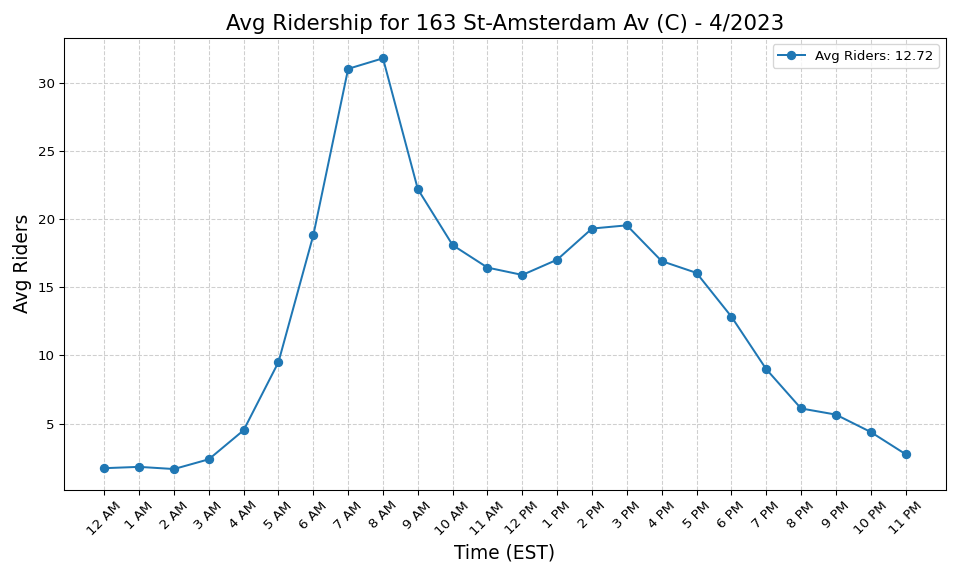 Avg Ridership for 163 St-Amsterdam Av (C) - 4/2023
Avg Riders: 12.72
Avg Riders
30
25
20
15
10
5
12 AM
1 AM
2 AM
3 AM
4 AM
5 AM
6 AM
7 AM
8 AM
9 AM
10 AM
11 AM
12 PM
1 PM
2 PM
3 PM
4 PM
5 PM
6 PM
7 PM
8 PM
9 PM
10 PM
11 PM
Time (EST)